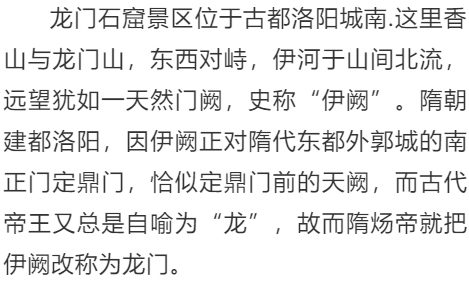 龙门石窟景区位于古都洛阳城南.这里香
山与龙门山，东西对峙，伊河于山间北流，
远望犹如一天然门阙，史称“伊阙”。隋朝
建都洛阳，因伊阙正对隋代东都外郭城的南
正门定鼎门，恰似定鼎门前的天阙，而古代
帝王又总是自喻为“龙”，故而隋炀帝就把
伊阙改称为龙门。